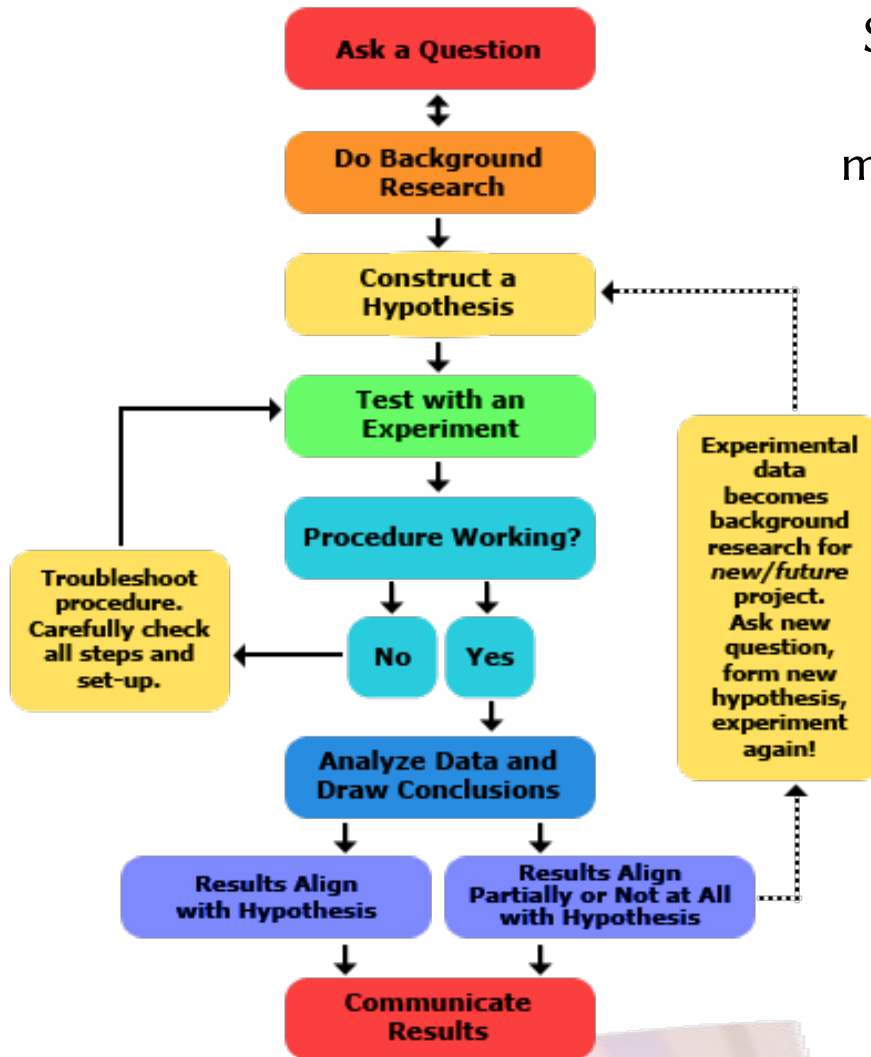 Ask a Question
Do Background
Research
Construct a
Hypothesis
Test with an
Experiment
Procedure Working?
No
Yes
Troubleshoot
procedure.
Carefully check
all steps and
set-up.
Experimental
data
becomes
background
research for
new/future
project.
Ask new
question,
form new
hypothesis,
experiment
again!
Analyze Data and
Draw Conclusions
Results Align
with Hypothesis
Results Align
Partially or Not at All
with Hypothesis
Communicate
Results